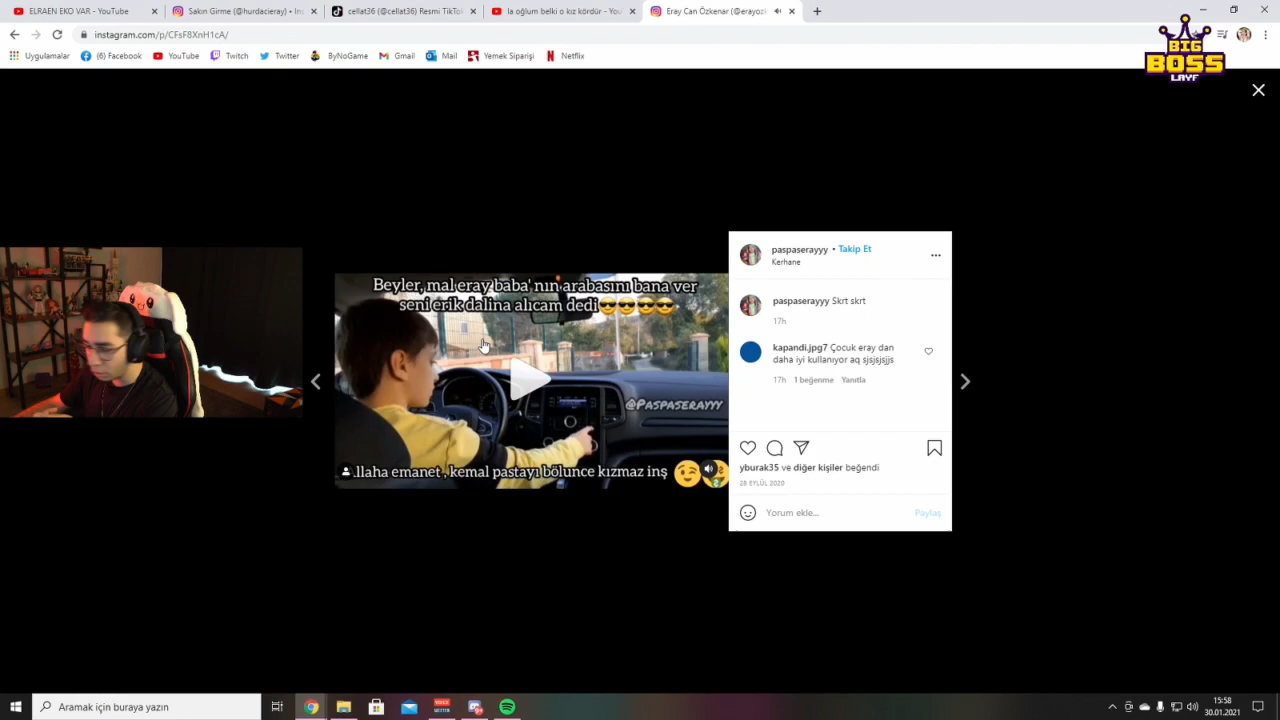 ELRAEN EKO VAR - YouTube
Sakın Girme (@hurdacieray) • Ins
cellat36 (@cellat36) Resmi TikTo
la oğlum belki o kız kördür - You
Eray Can Özkenar (@erayozk
instagram.com/p/CFsF8XnH1cA/
Uygulamalar
(6) Facebook
YouTube
Twitch
Twitter
ByNoGame
Gmail
Mail
Yemek Siparişi
Netflix
BIG
BOSS
LAYF
Beyler, mal eray baba' nın arabasını bana ver
seni erik dalina alıcam dedi😎😎😎😎
@PASPASERAYYY
llaha emanet , kemal pastayı bölunce kızmaz inş
paspaserayyy • Takip Et
Kerhane
paspaserayyy Skrt skrt
17h
kapandi.jpg7 Çocuk eray dan
daha iyi kullanıyor aq sjsjsjsjjs
17h 1 beğenme Yanıtla
yburak35 ve diğer kişiler beğendi
28 EYLÜL 2020
Yorum ekle...
Paylaş
Aramak için buraya yazın
15:58
30.01.2021